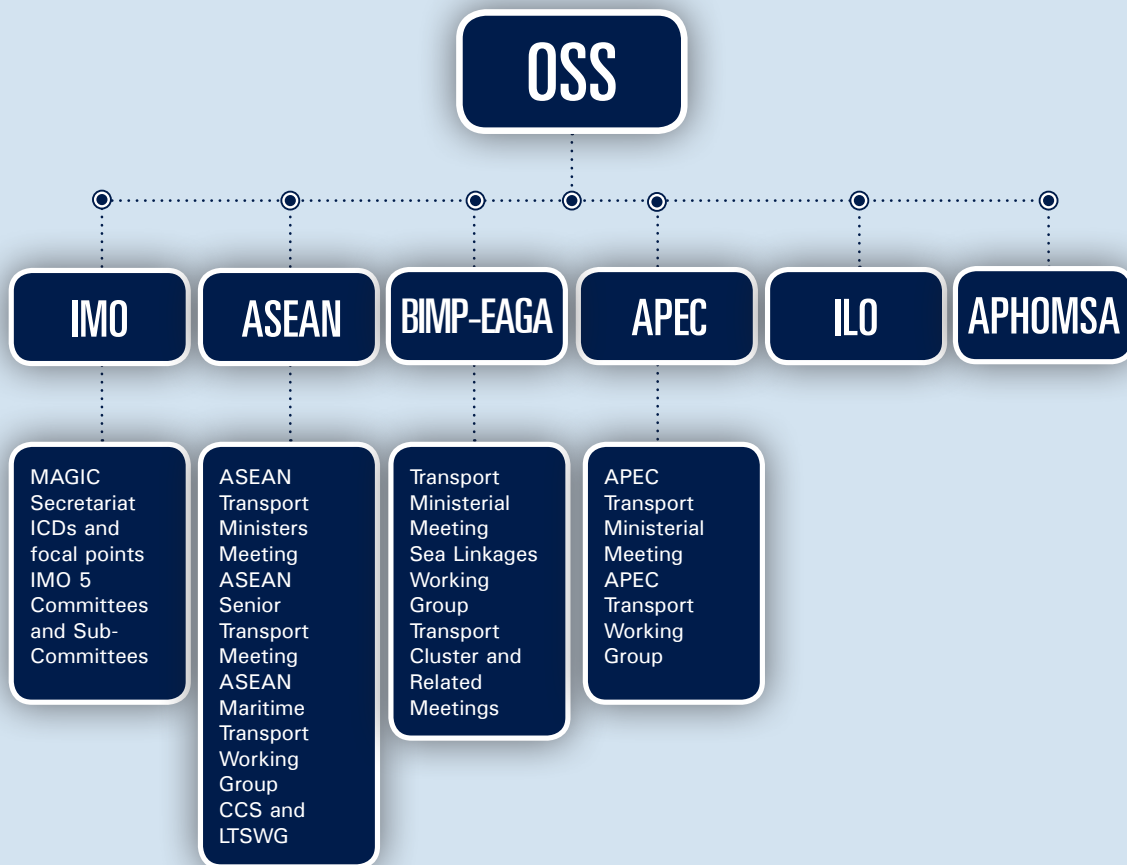 OSS
IMO
ASEAN
BIMP-EAGA
APEC
ILO
APHOMSA
MAGIC
Secretariat
ICDs and
focal points
IMO 5
Committees
and Sub-
Committees
ASEAN
Transport
Ministers
Meeting
ASEAN
Senior
Transport
Meeting
ASEAN
Maritime
Transport
Working
Group
CCS and
LTSWG
Transport
Ministerial
Meeting
Sea Linkages
Working
Group
Transport
Cluster and
Related
Meetings
APEC
Transport
Ministerial
Meeting
APEC
Transport
Working
Group